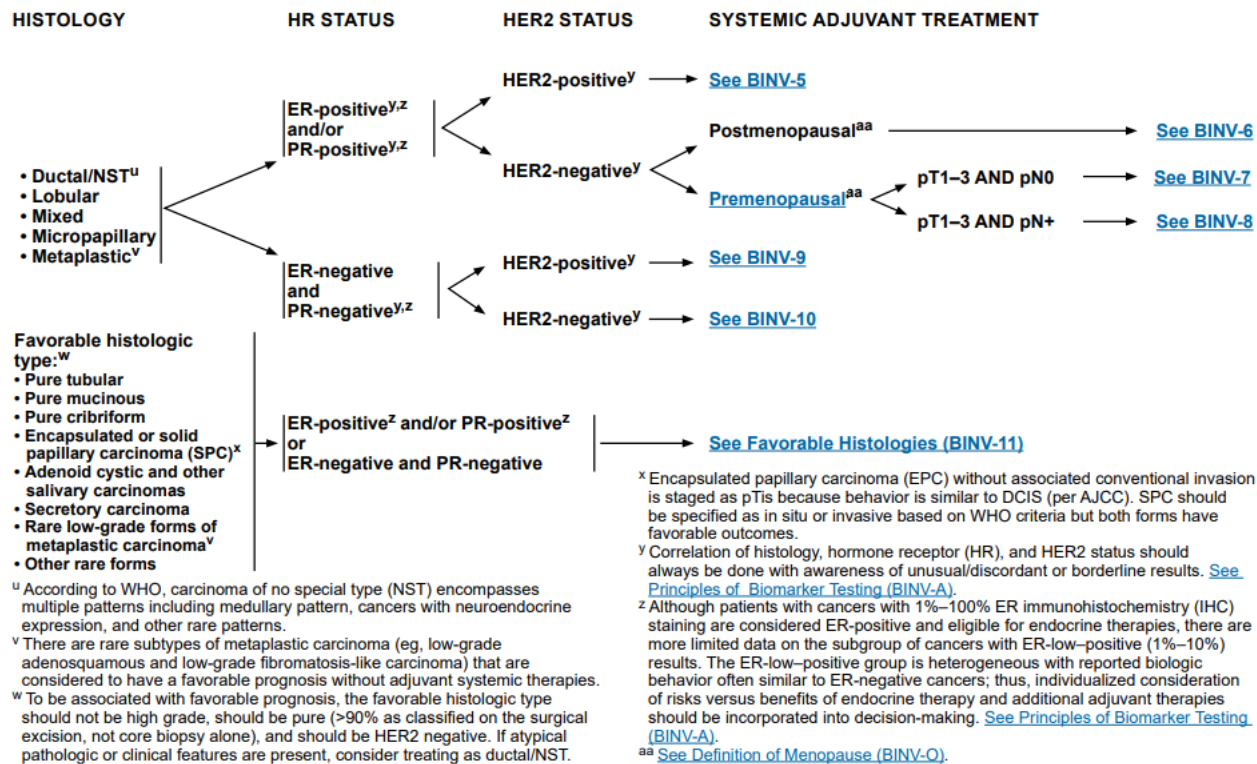 HISTOLOGY
HR STATUS
HER2 STATUS
SYSTEMIC ADJUVANT TREATMENT
• Ductal/NSTu
• Lobular
• Mixed
• Micropapillary
• Metaplasticv
ER-positivey,z
and/or
PR-positivey,z
HER2-positivey
See BINV-5
HER2-negativey
Postmenopausalaa
See BINV-6
Premenopausalaa
pT1–3 AND pN0
See BINV-7
pT1–3 AND pN+
See BINV-8
ER-negative
and
PR-negativey,z
HER2-positivey
See BINV-9
HER2-negativey
See BINV-10
Favorable histologic
type:w
• Pure tubular
• Pure mucinous
• Pure cribriform
• Encapsulated or solid
papillary carcinoma (SPC)x
• Adenoid cystic and other
salivary carcinomas
• Secretory carcinoma
• Rare low-grade forms of
metaplastic carcinomav
• Other rare forms
ER-positivez and/or PR-positivez
or
ER-negative and PR-negative
See Favorable Histologies (BINV-11)
u According to WHO, carcinoma of no special type (NST) encompasses
multiple patterns including medullary pattern, cancers with neuroendocrine
expression, and other rare patterns.
v There are rare subtypes of metaplastic carcinoma (eg, low-grade
adenosquamous and low-grade fibromatosis-like carcinoma) that are
considered to have a favorable prognosis without adjuvant systemic therapies.
w To be associated with favorable prognosis, the favorable histologic type
should not be high grade, should be pure (>90% as classified on the surgical
excision, not core biopsy alone), and should be HER2 negative. If atypical
pathologic or clinical features are present, consider treating as ductal/NST.
x Encapsulated papillary carcinoma (EPC) without associated conventional invasion
is staged as pTis because behavior is similar to DCIS (per AJCC). SPC should
be specified as in situ or invasive based on WHO criteria but both forms have
favorable outcomes.
y Correlation of histology, hormone receptor (HR), and HER2 status should
always be done with awareness of unusual/discordant or borderline results. See
Principles of Biomarker Testing (BINV-A).
z Although patients with cancers with 1%–100% ER immunohistochemistry (IHC)
staining are considered ER-positive and eligible for endocrine therapies, there are
more limited data on the subgroup of cancers with ER-low–positive (1%–10%)
results. The ER-low–positive group is heterogeneous with reported biologic
behavior often similar to ER-negative cancers; thus, individualized consideration
of risks versus benefits of endocrine therapy and additional adjuvant therapies
should be incorporated into decision-making. See Principles of Biomarker Testing
(BINV-A).
aa See Definition of Menopause (BINV-O).